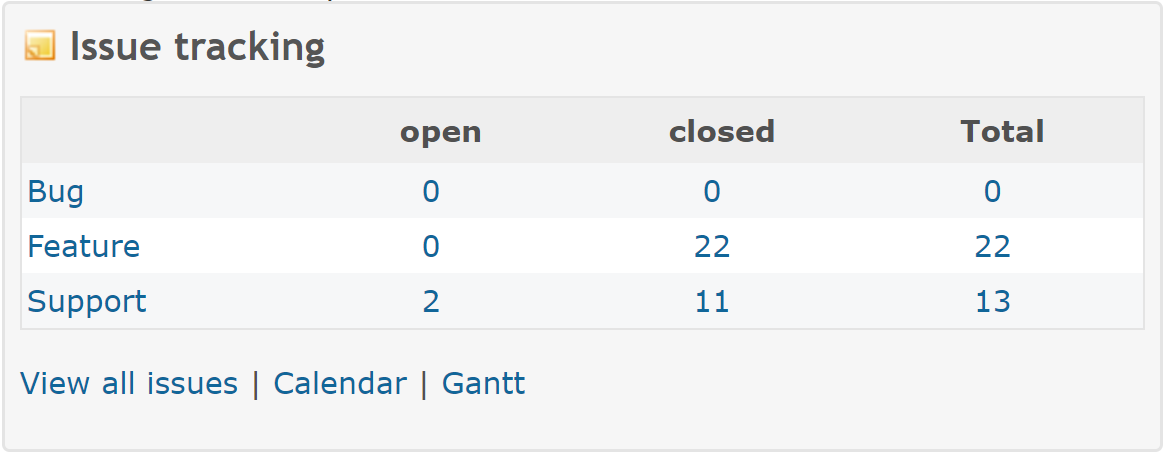 Issue tracking
open closed Total
Bug 0 0 0
Feature 0 22 22
Support 2 11 13
View all issues | Calendar | Gantt